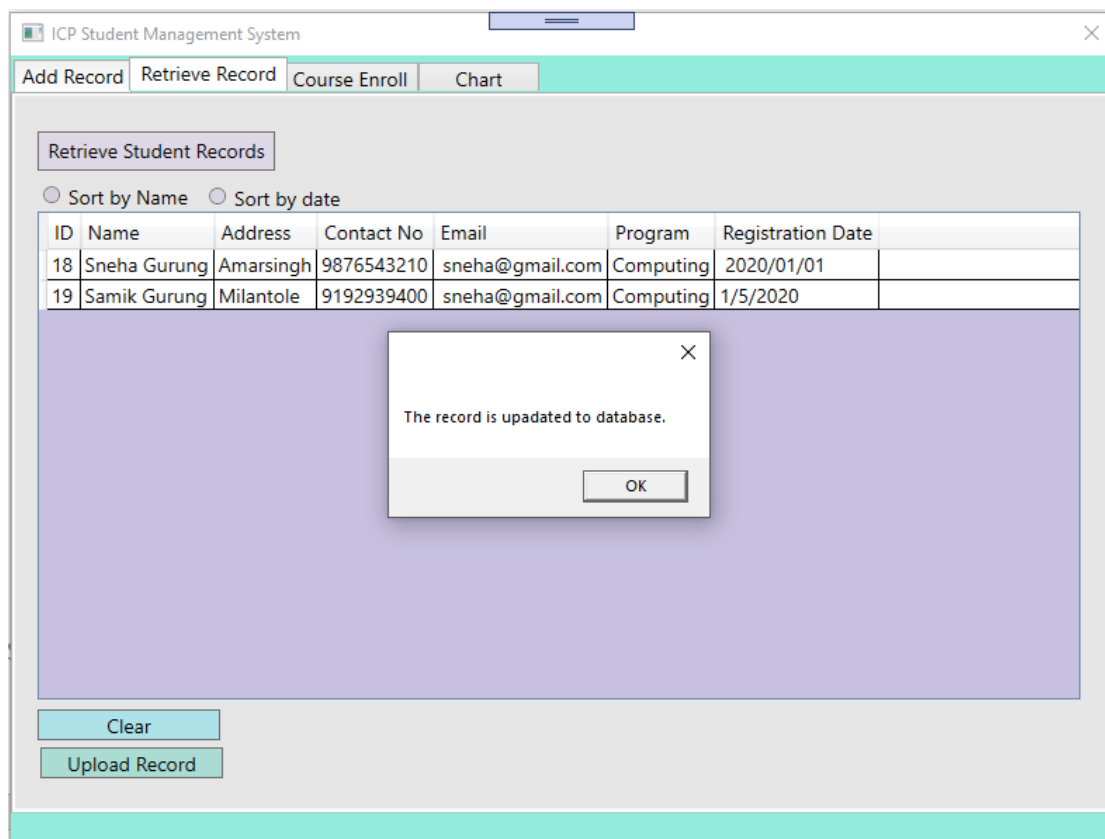 ICP Student Management System
Add Record Retrieve Record Course Enroll Chart
Retrieve Student Records
Sort by Name Sort by date
ID Name Address Contact No Email Program Registration Date
18 Sneha Gurung Amarsingh 9876543210 sneha@gmail.com Computing 2020/01/01
19 Samik Gurung Milantole 9192939400 sneha@gmail.com Computing 1/5/2020
The record is upadated to database.
OK
Clear
Upload Record